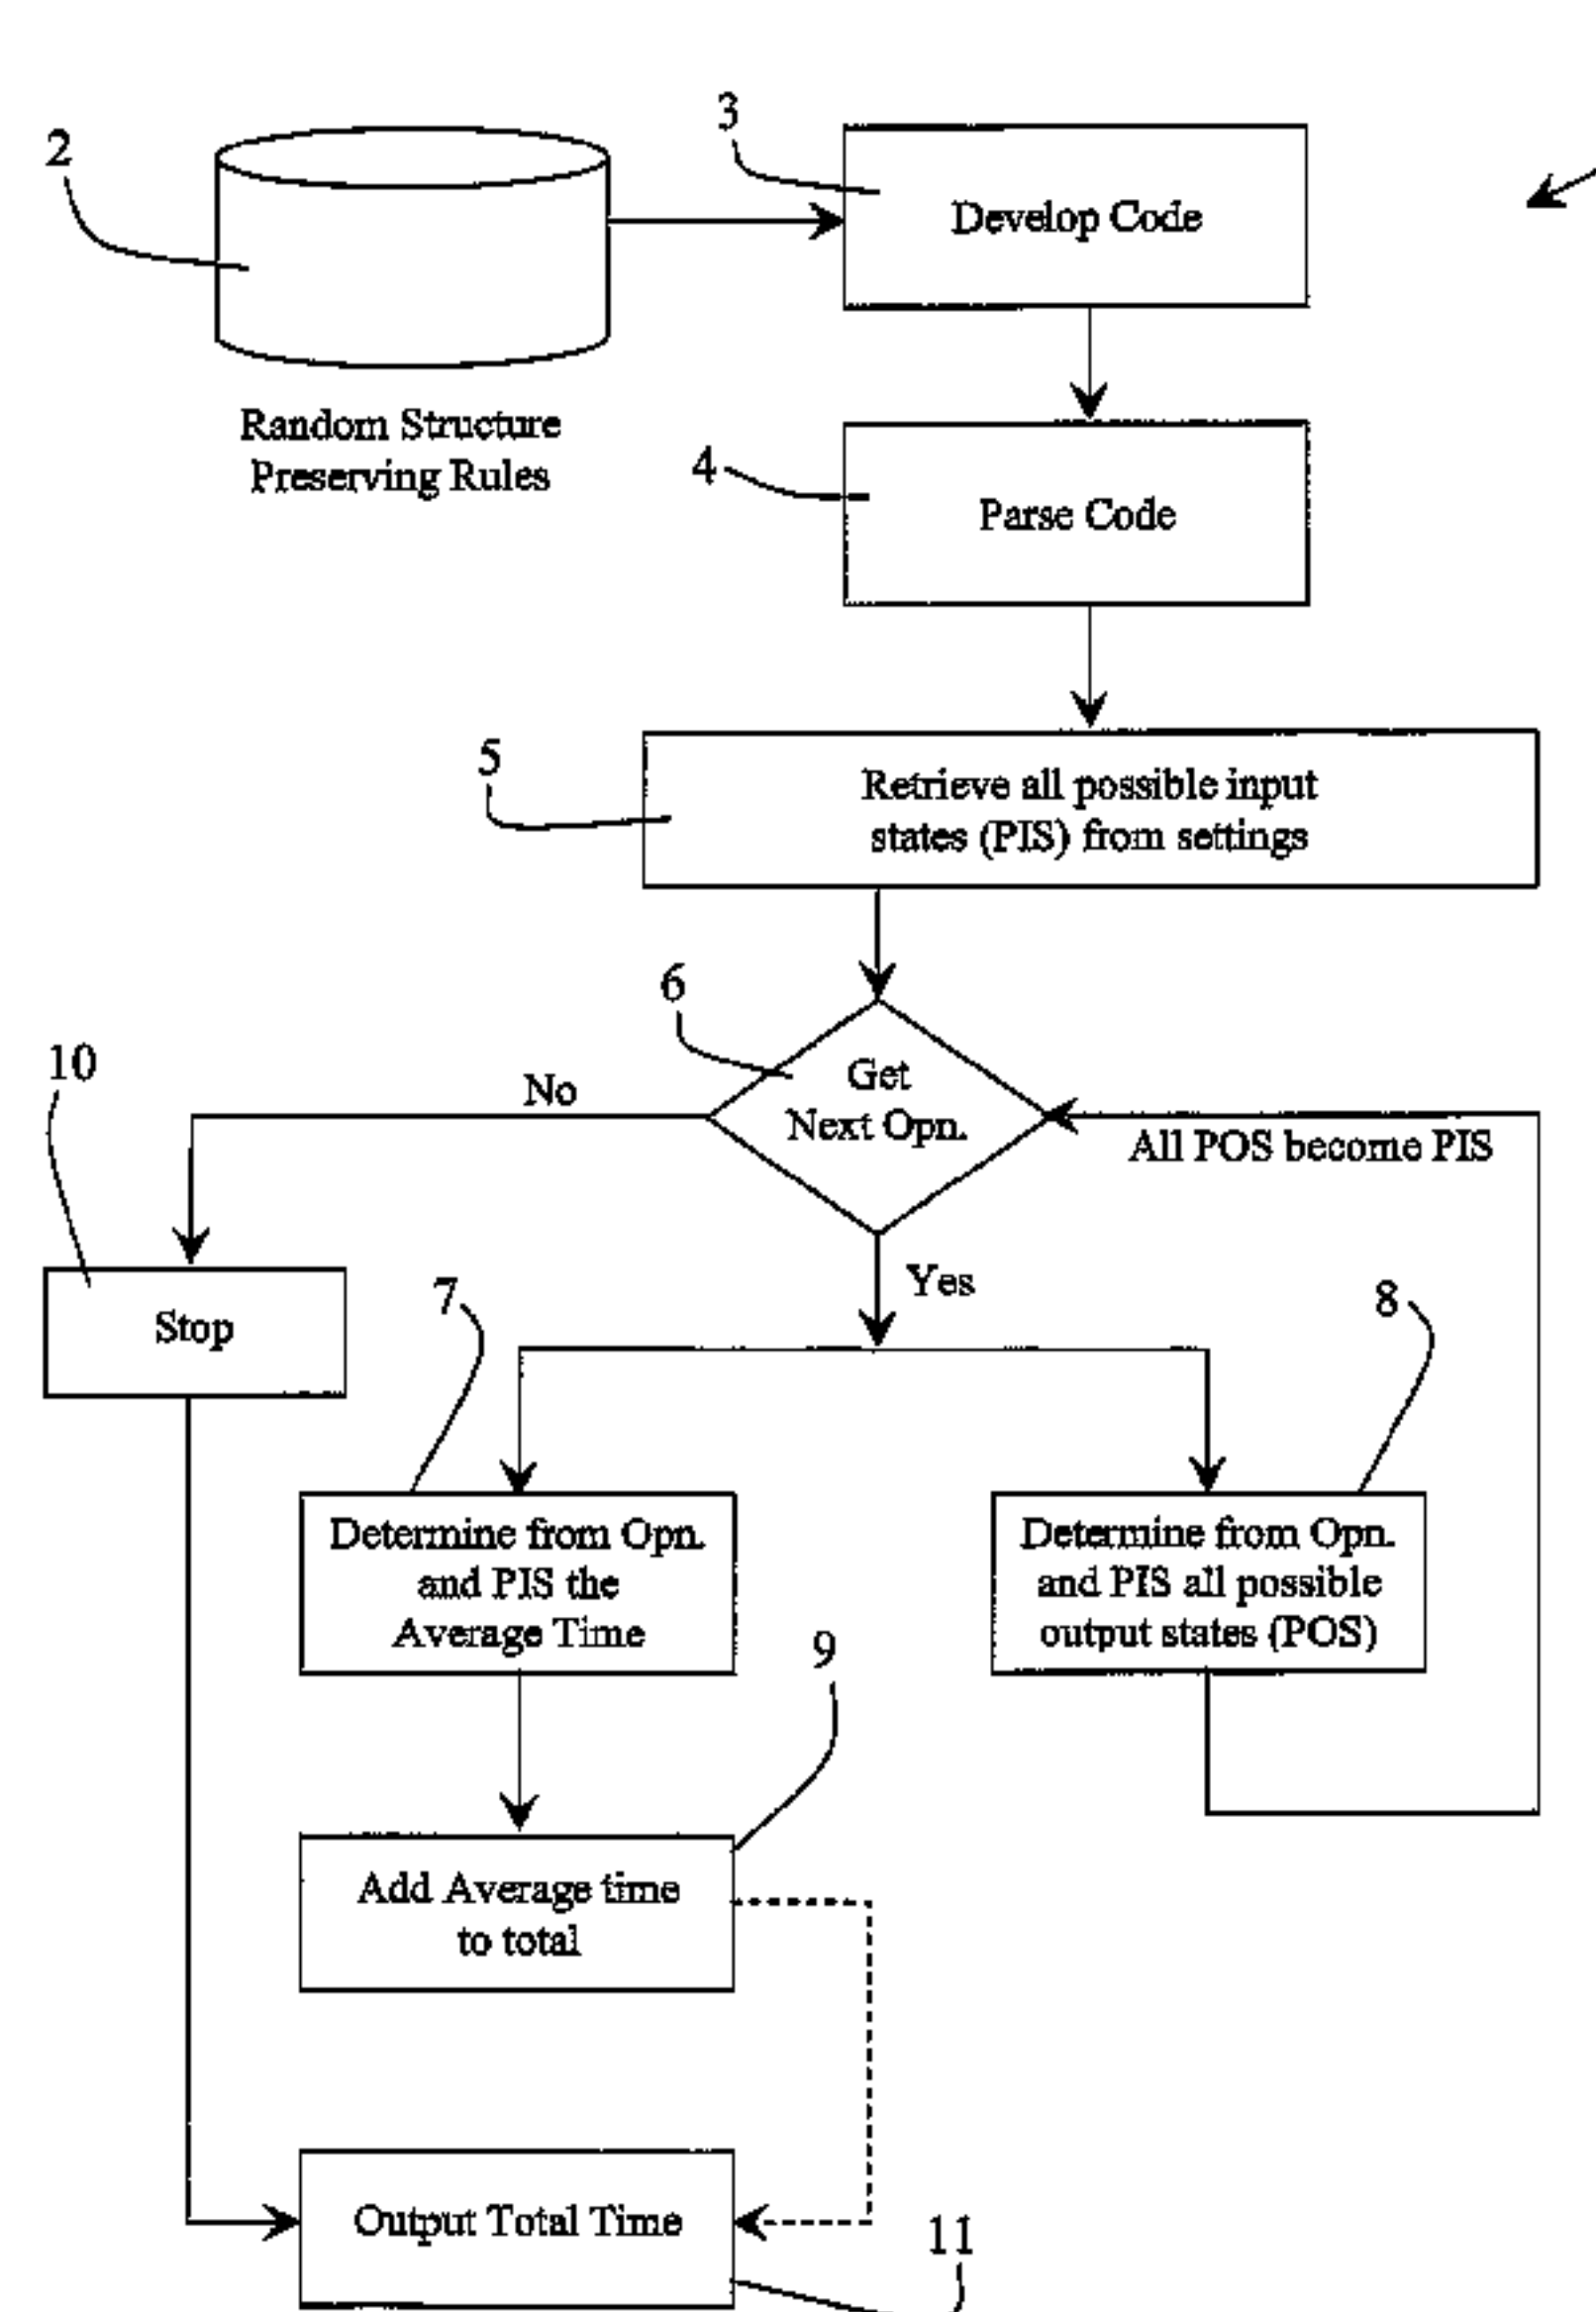 2
3
Develop Code
Random Structure
Preserving Rules
4
Parse Code
5
Retrieve all possible input
states (PIS) from settings
6
Get
Next Opn.
10
No
All POS become PIS
Yes
Stop
7
8
Determine from Opn.
and PIS the
Average Time
Determine from Opn.
and PIS all possible
output states (POS)
9
Add Average time
to total
Output Total Time
11